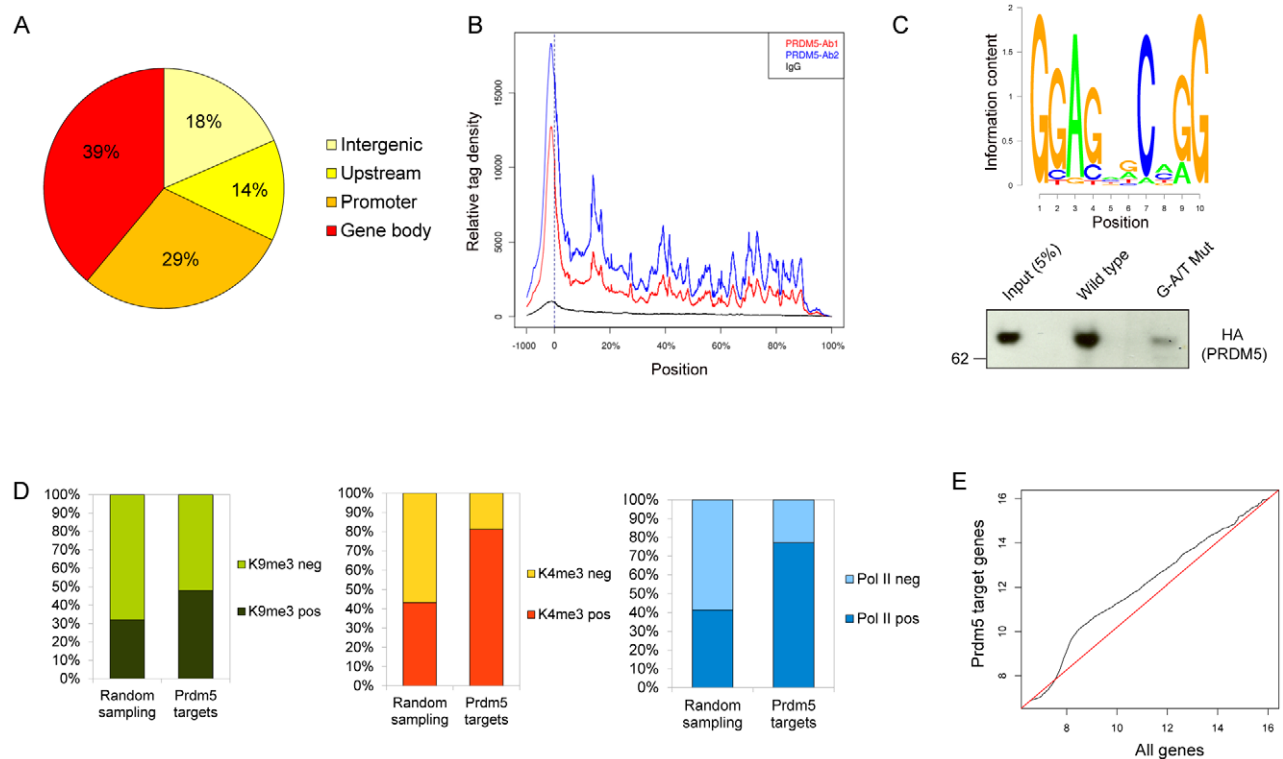 A
18%
14%
29%
39%
Intergenic
Upstream
Promoter
Gene body
B
PRDM5-Ab1
PRDM5-Ab2
IgG
Relative tag density
15000
10000
5000
0
-1000 0 20% 40% 60% 80% 100%
Position
C
Information content
2
1.5
1
0.5
0
1 2 3 4 5 6 7 8 9 10
Position
Input (5%)
Wild type
G-A/T Mut
62
HA
(PRDM5)
D
100%
90%
80%
70%
60%
50%
40%
30%
20%
10%
0%
Random
sampling
Prdm5
targets
K9me3 neg
K9me3 pos
100%
90%
80%
70%
60%
50%
40%
30%
20%
10%
0%
Random
sampling
Prdm5
targets
K4me3 neg
K4me3 pos
100%
90%
80%
70%
60%
50%
40%
30%
20%
10%
0%
Random
sampling
Prdm5
targets
Pol II neg
Pol II pos
E
Prdm5 target genes
16
14
12
10
8
8 10 12 14 16
All genes